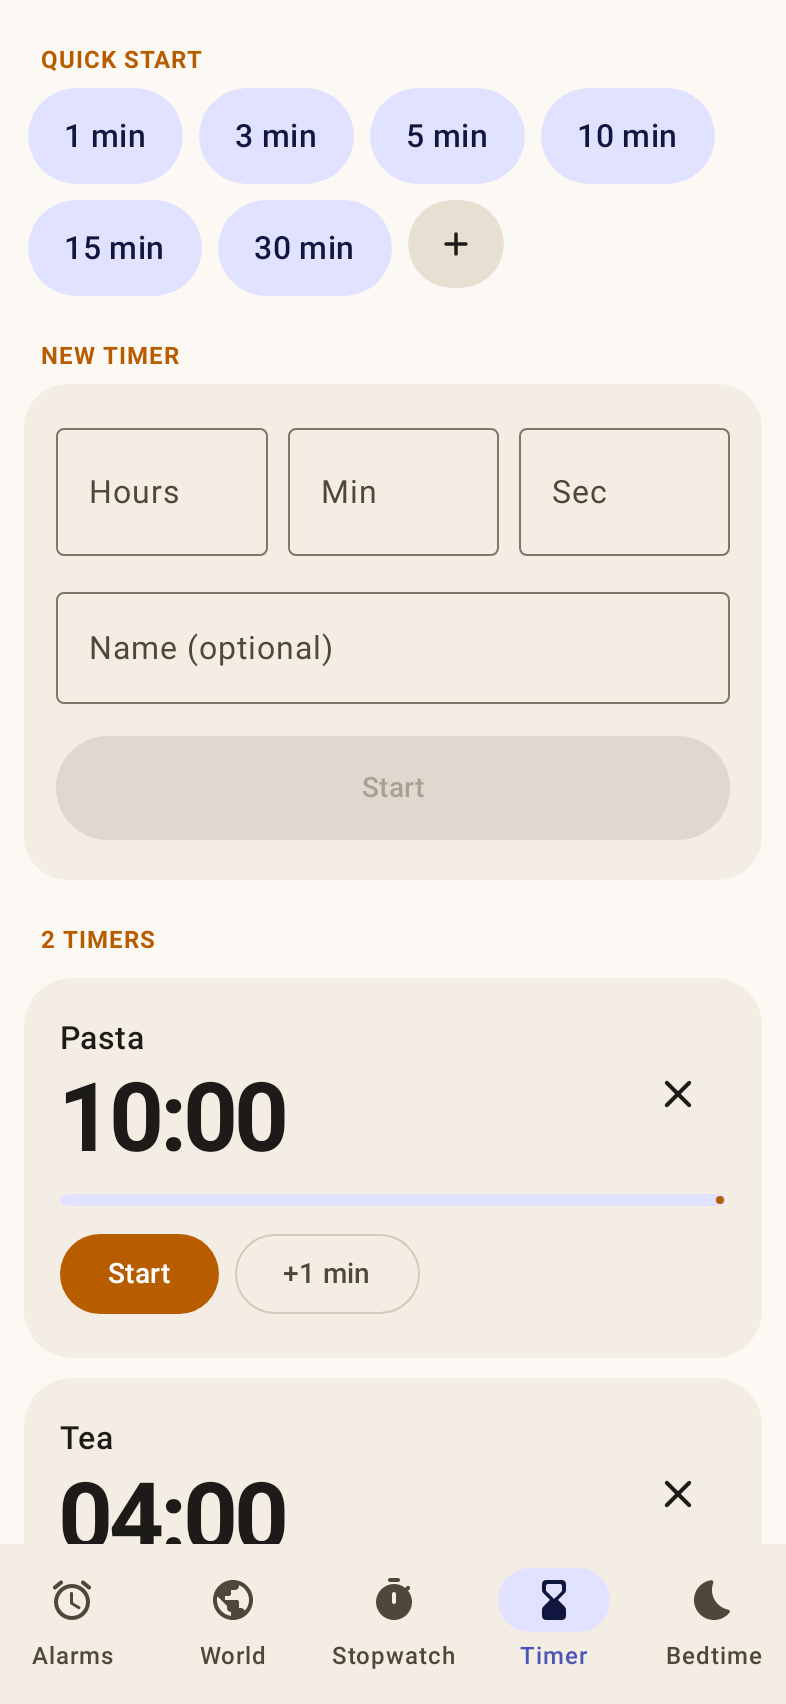 QUICK START
1 min 3 min 5 min 10 min
15 min 30 min +
NEW TIMER
Hours Min Sec
Name (optional)
Start
2 TIMERS
Pasta
10:00
Start +1 min
Tea
04:00
Alarms World Stopwatch Timer Bedtime